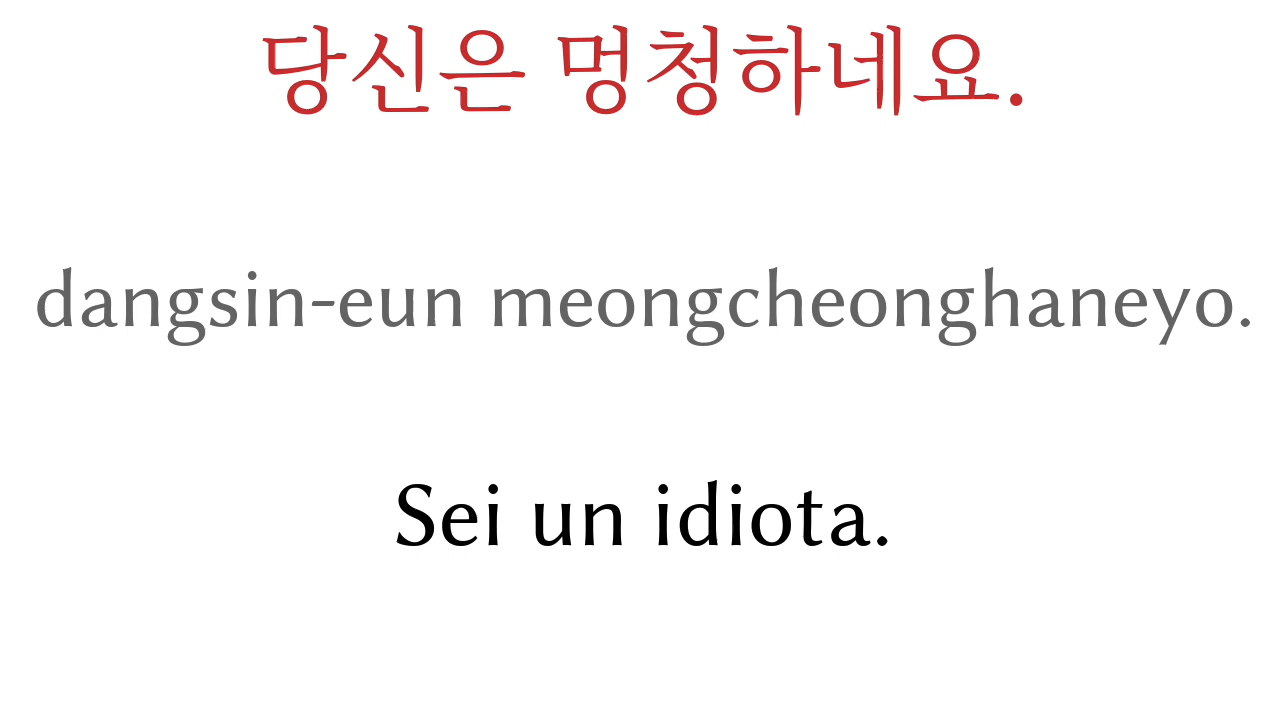 당신은 멍청하네요.
dangsin-eun meongcheonghaneyo.
Sei un idiota.